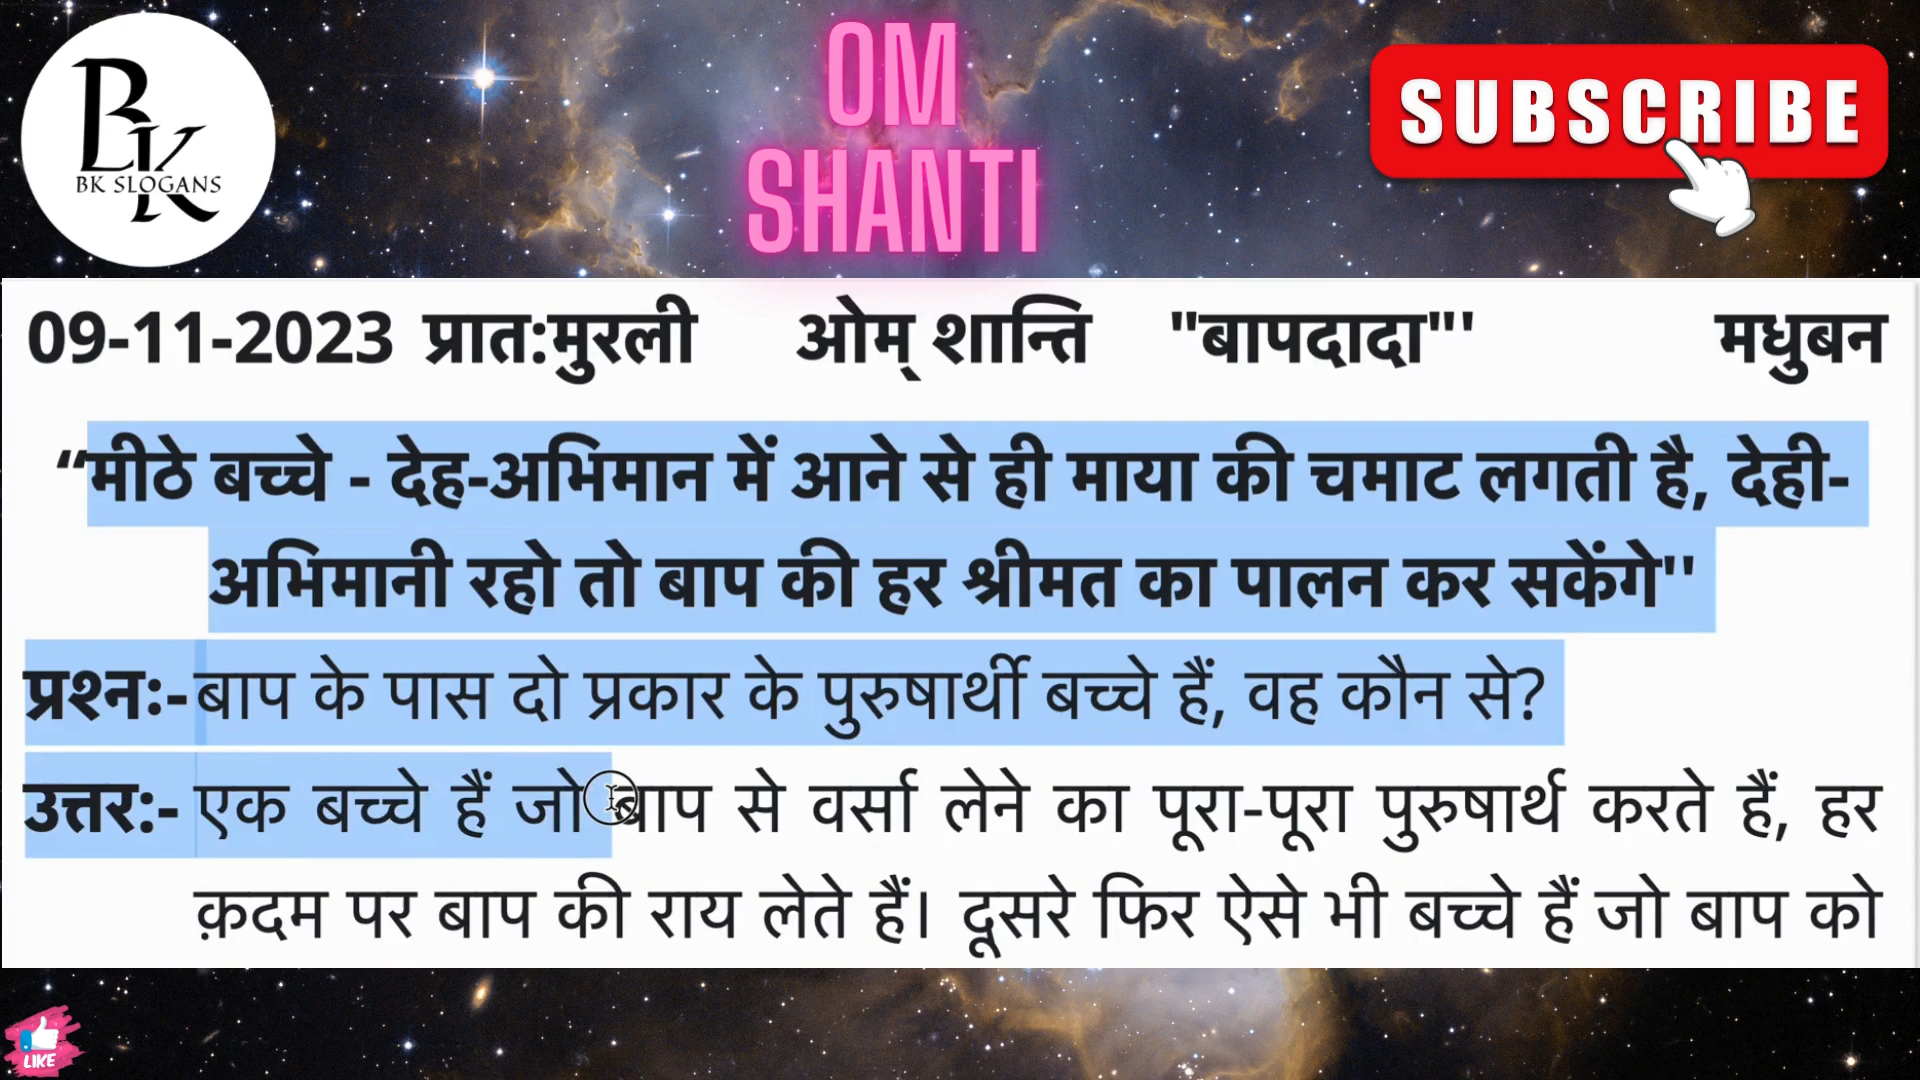 BK
BK SLOGANS
OM
SHANTI
SUBSCRIBE
09-11-2023 प्रात:मुरली ओम् शान्ति "बापदादा"' मधुबन
“मीठे बच्चे - देह-अभिमान में आने से ही माया की चमाट लगती है, देही-
अभिमानी रहो तो बाप की हर श्रीमत का पालन कर सकेंगे''
प्रश्नः- बाप के पास दो प्रकार के पुरुषार्थी बच्चे हैं, वह कौन से?
उत्तरः- एक बच्चे हैं जो बाप से वर्सा लेने का पूरा-पूरा पुरुषार्थ करते हैं, हर
क़दम पर बाप की राय लेते हैं। दूसरे फिर ऐसे भी बच्चे हैं जो बाप को
LIKE